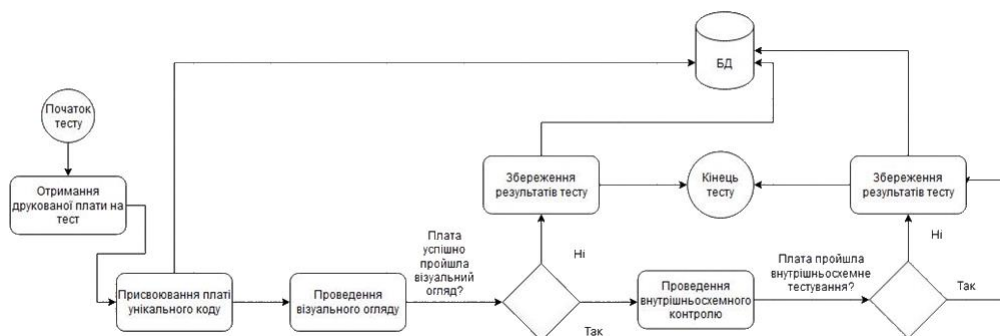 БД
Початок
тесту
Отримання
друкованої плати на
тест
Збереження
результатів тесту
Кінець
тесту
Збереження
результатів тесту
Плата
успішно
пройшла
візуальний
огляд?
Ні
Плата пройшла
внутрішньосхемне
тестування?
Ні
Присвоювання платі
унікального коду
Проведення
візуального огляду
Так
Проведення
внутрішньосхемного
контролю
Так